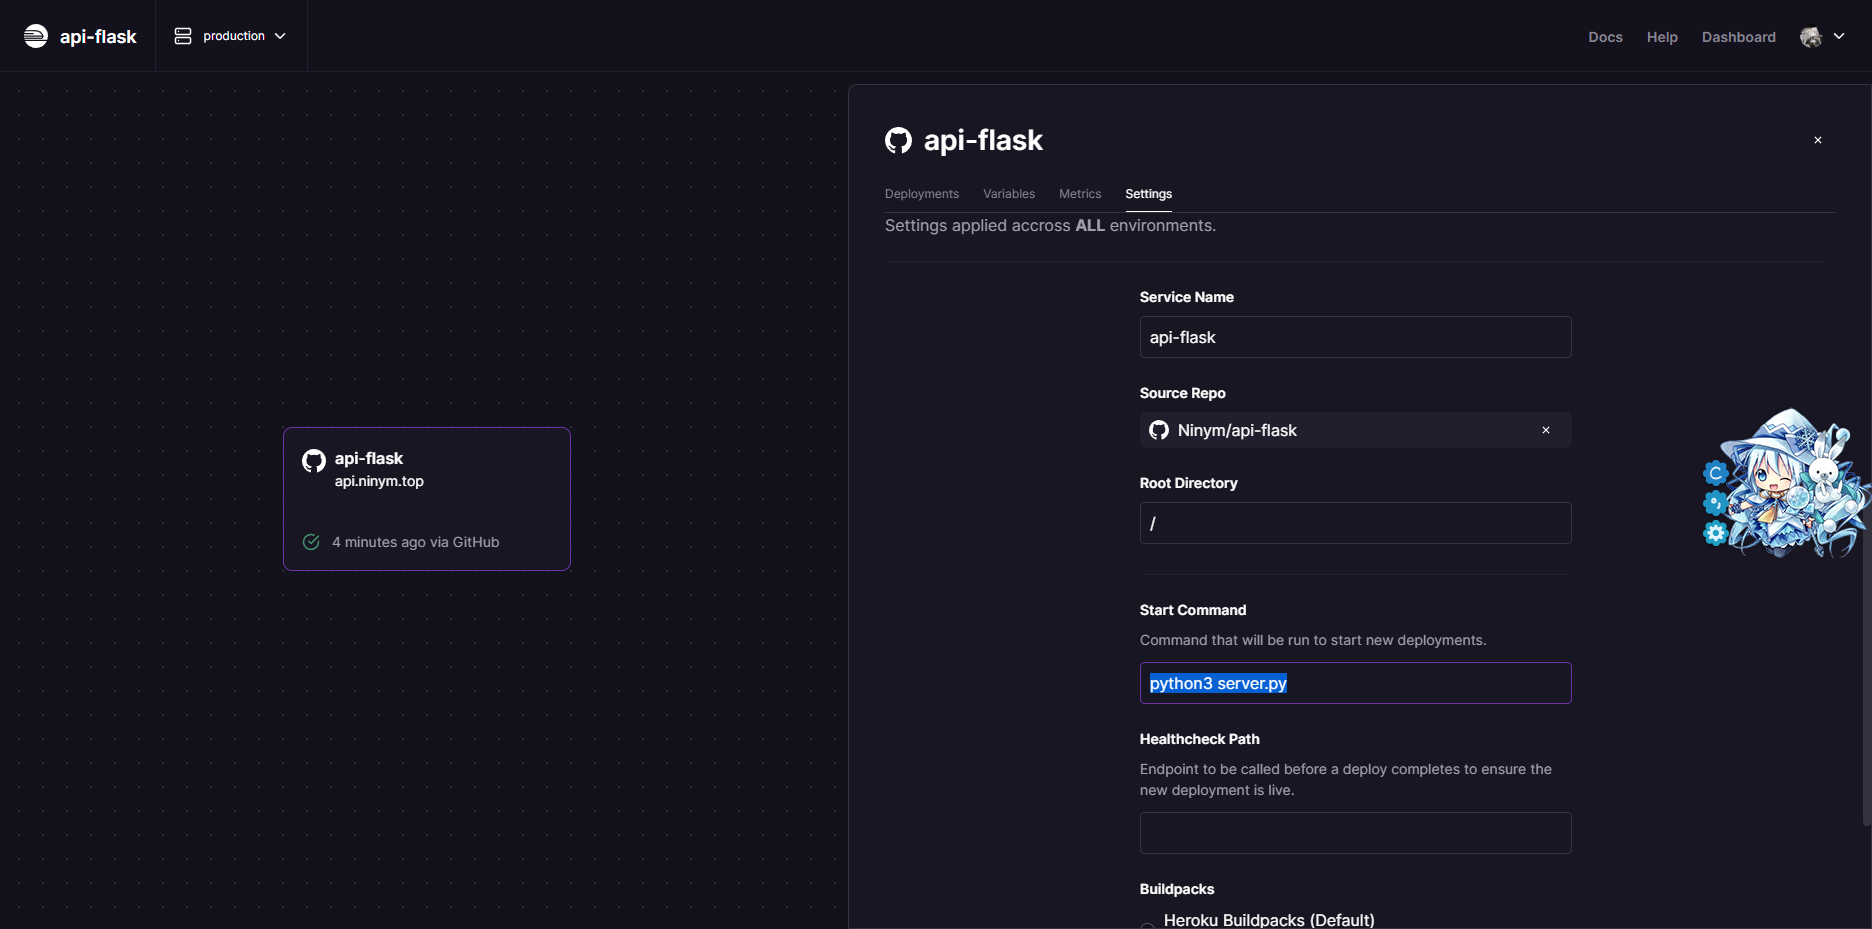 api-flask
production
Docs Help Dashboard
api-flask
Deployments Variables Metrics Settings
Settings applied accross ALL environments.
Service Name
api-flask
Source Repo
Ninym/api-flask
Root Directory
/
api-flask
api.ninym.top
4 minutes ago via GitHub
Start Command
Command that will be run to start new deployments.
python3 server.py
Healthcheck Path
Endpoint to be called before a deploy completes to ensure the
new deployment is live.
Buildpacks
Heroku Buildpacks (Default)